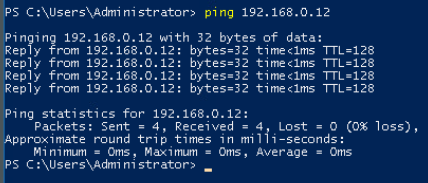 PS C:\Users\Administrator> ping 192.168.0.12
Pinging 192.168.0.12 with 32 bytes of data:
Reply from 192.168.0.12: bytes=32 time<1ms TTL=128
Reply from 192.168.0.12: bytes=32 time<1ms TTL=128
Reply from 192.168.0.12: bytes=32 time<1ms TTL=128
Reply from 192.168.0.12: bytes=32 time<1ms TTL=128
Ping statistics for 192.168.0.12:
    Packets: Sent = 4, Received = 4, Lost = 0 (0% loss),
Approximate round trip times in milli-seconds:
    Minimum = 0ms, Maximum = 0ms, Average = 0ms
PS C:\Users\Administrator> _